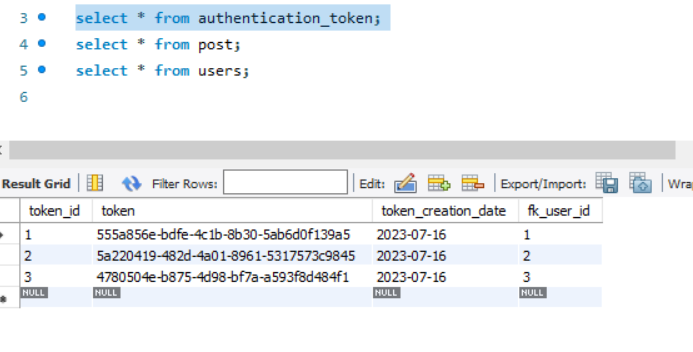 3 select * from authentication_token;
4 select * from post;
5 select * from users;
6
Result Grid Filter Rows: Edit: Export/Import: Wra
token_id token token_creation_date fk_user_id
1 555a856e-bdfe-4c1b-8b30-5ab6d0f139a5 2023-07-16 1
2 5a220419-482d-4a01-8961-5317573c9845 2023-07-16 2
3 4780504e-b875-4d98-bf7a-a593f8d484f1 2023-07-16 3
NULL NULL NULL NULL